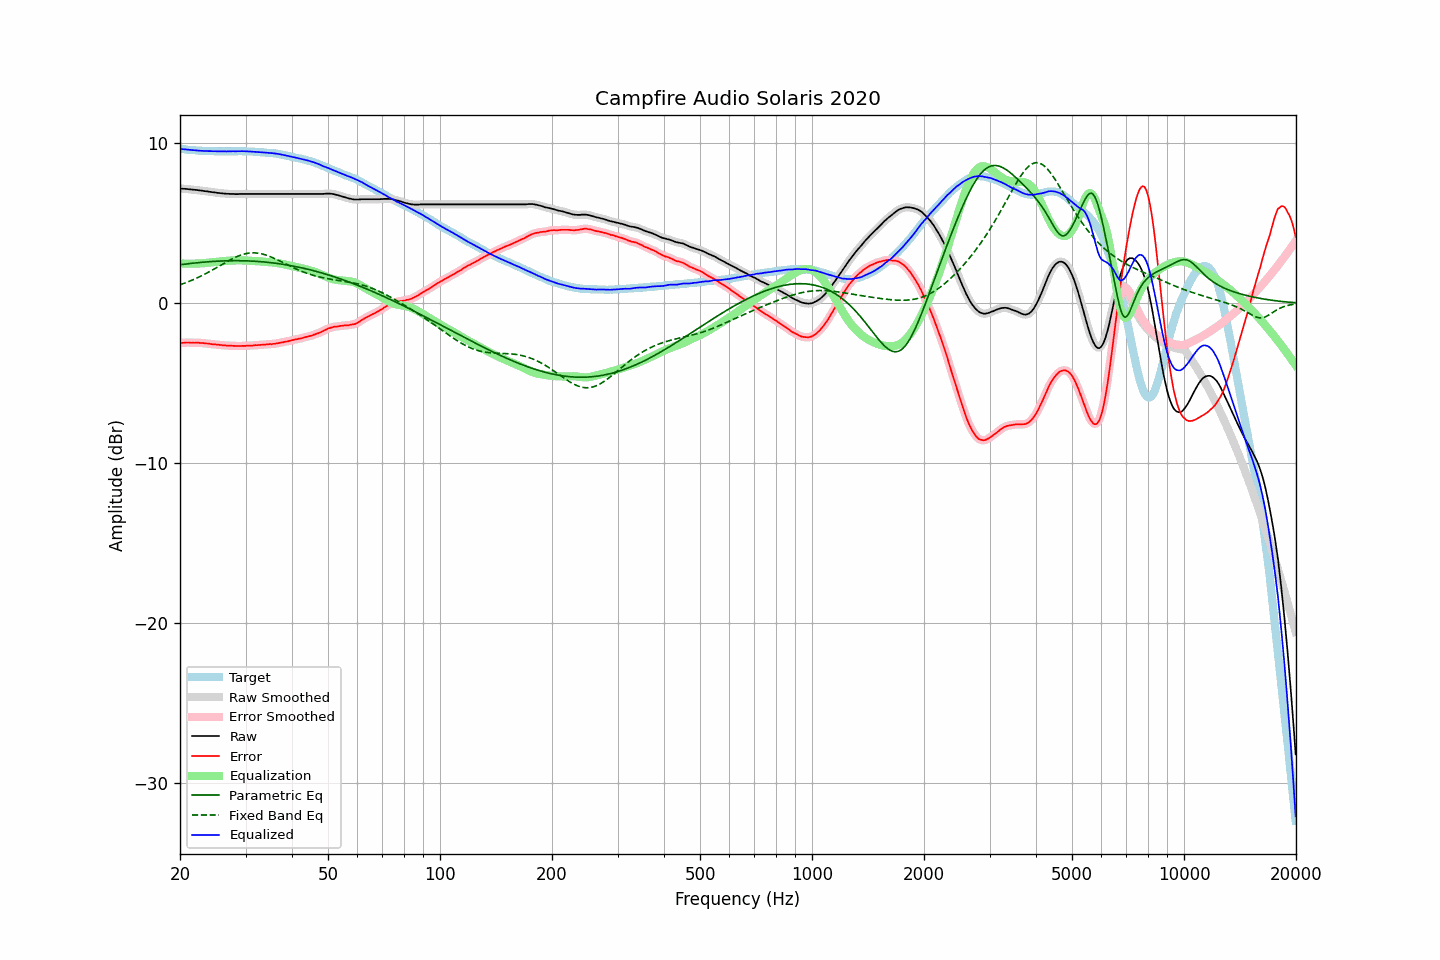 Campfire Audio Solaris 2020
Amplitude (dBr)
10
0
−10
−20
−30
Target
Raw Smoothed
Error Smoothed
Raw
Error
Equalization
Parametric Eq
Fixed Band Eq
Equalized
20 50 100 200 500 1000 2000 5000 10000 20000
Frequency (Hz)